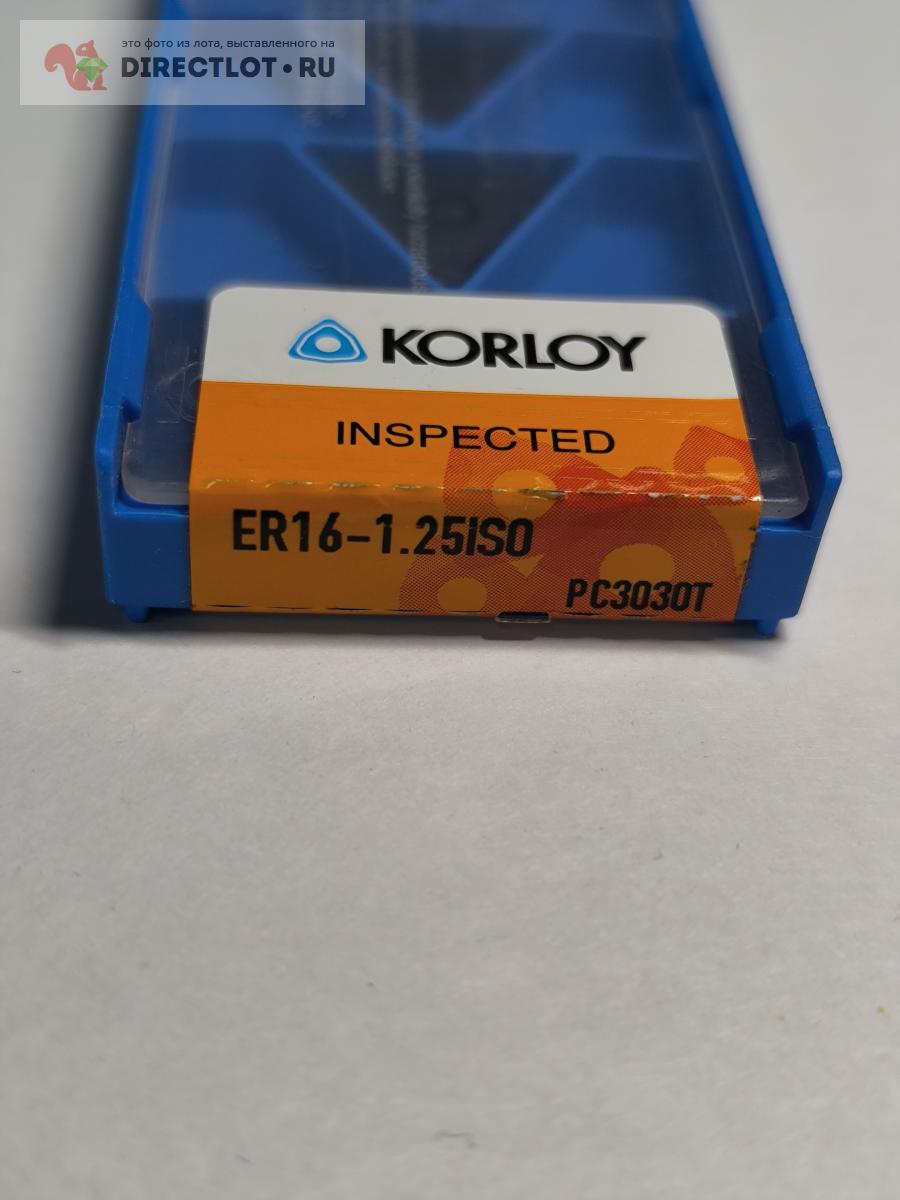 это фото из лота, выставленного на
DIRECTLOT•RU
KORLOY
INSPECTED
ER16-1.25ISO
PC3030T